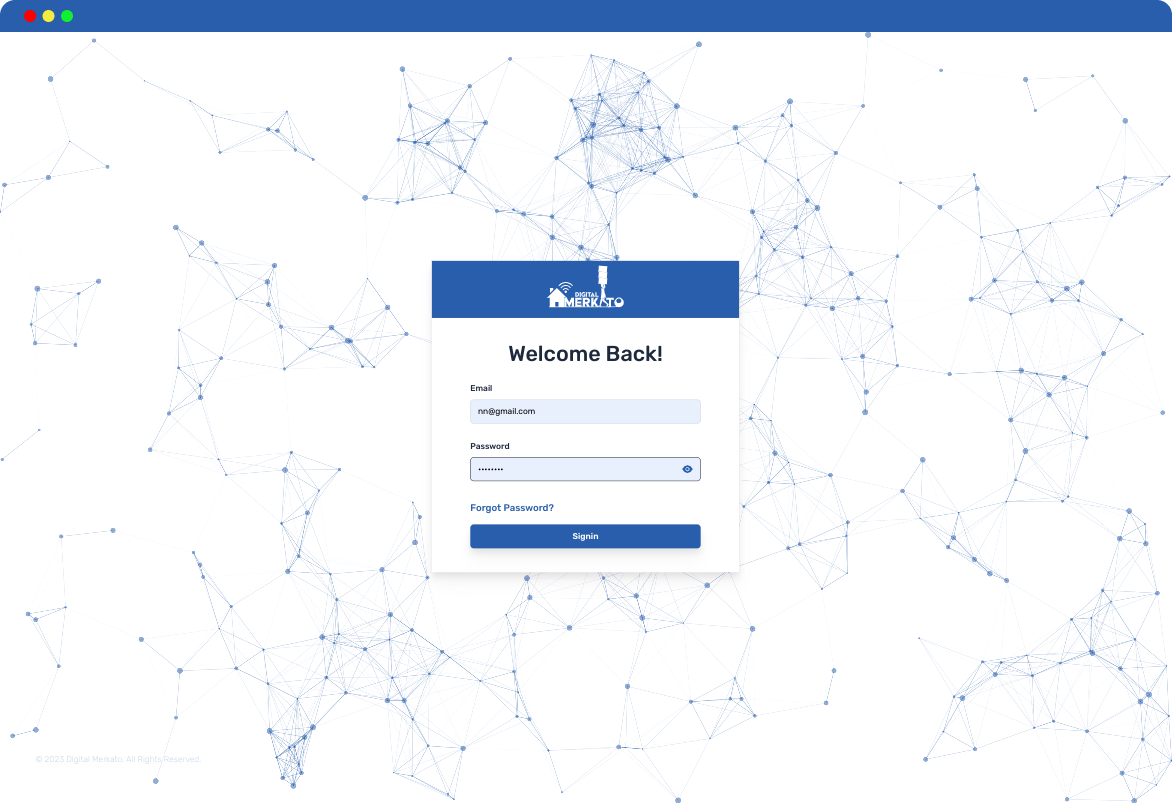 DIGITAL
MERKATO
Welcome Back!
Email
nn@gmail.com
Password
••••••••
Forgot Password?
Signin
© 2023 Digital Merkato. All Rights Reserved.